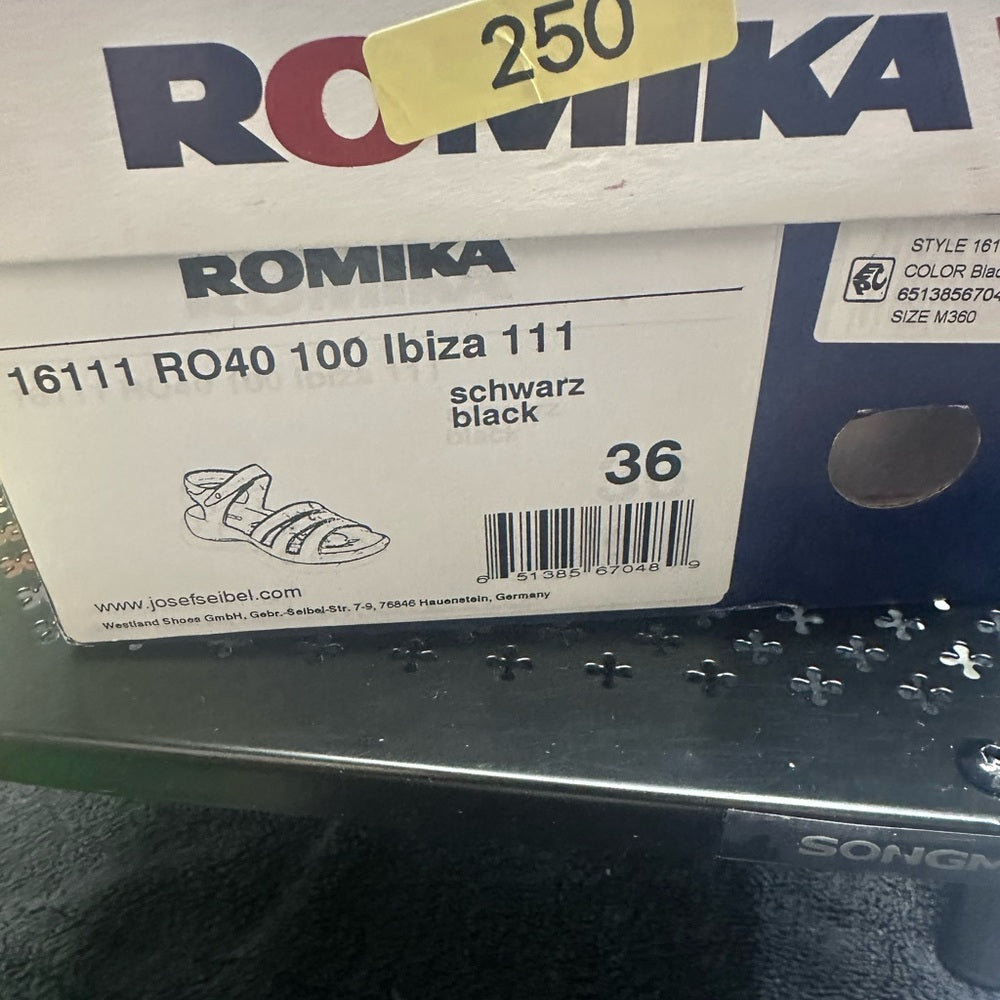 250
ROMIKA
ROMIKA
16111 RO40 100 Ibiza 111
schwarz
black
36
6 51385 67048 9
www.josefseibel.com
Westland Shoes GmbH, Gebr.-Seibel-Str. 7-9, 76846 Hauenstein, Germany
STYLE 161
COLOR Blac
6513856704
SIZE M360
SONGM